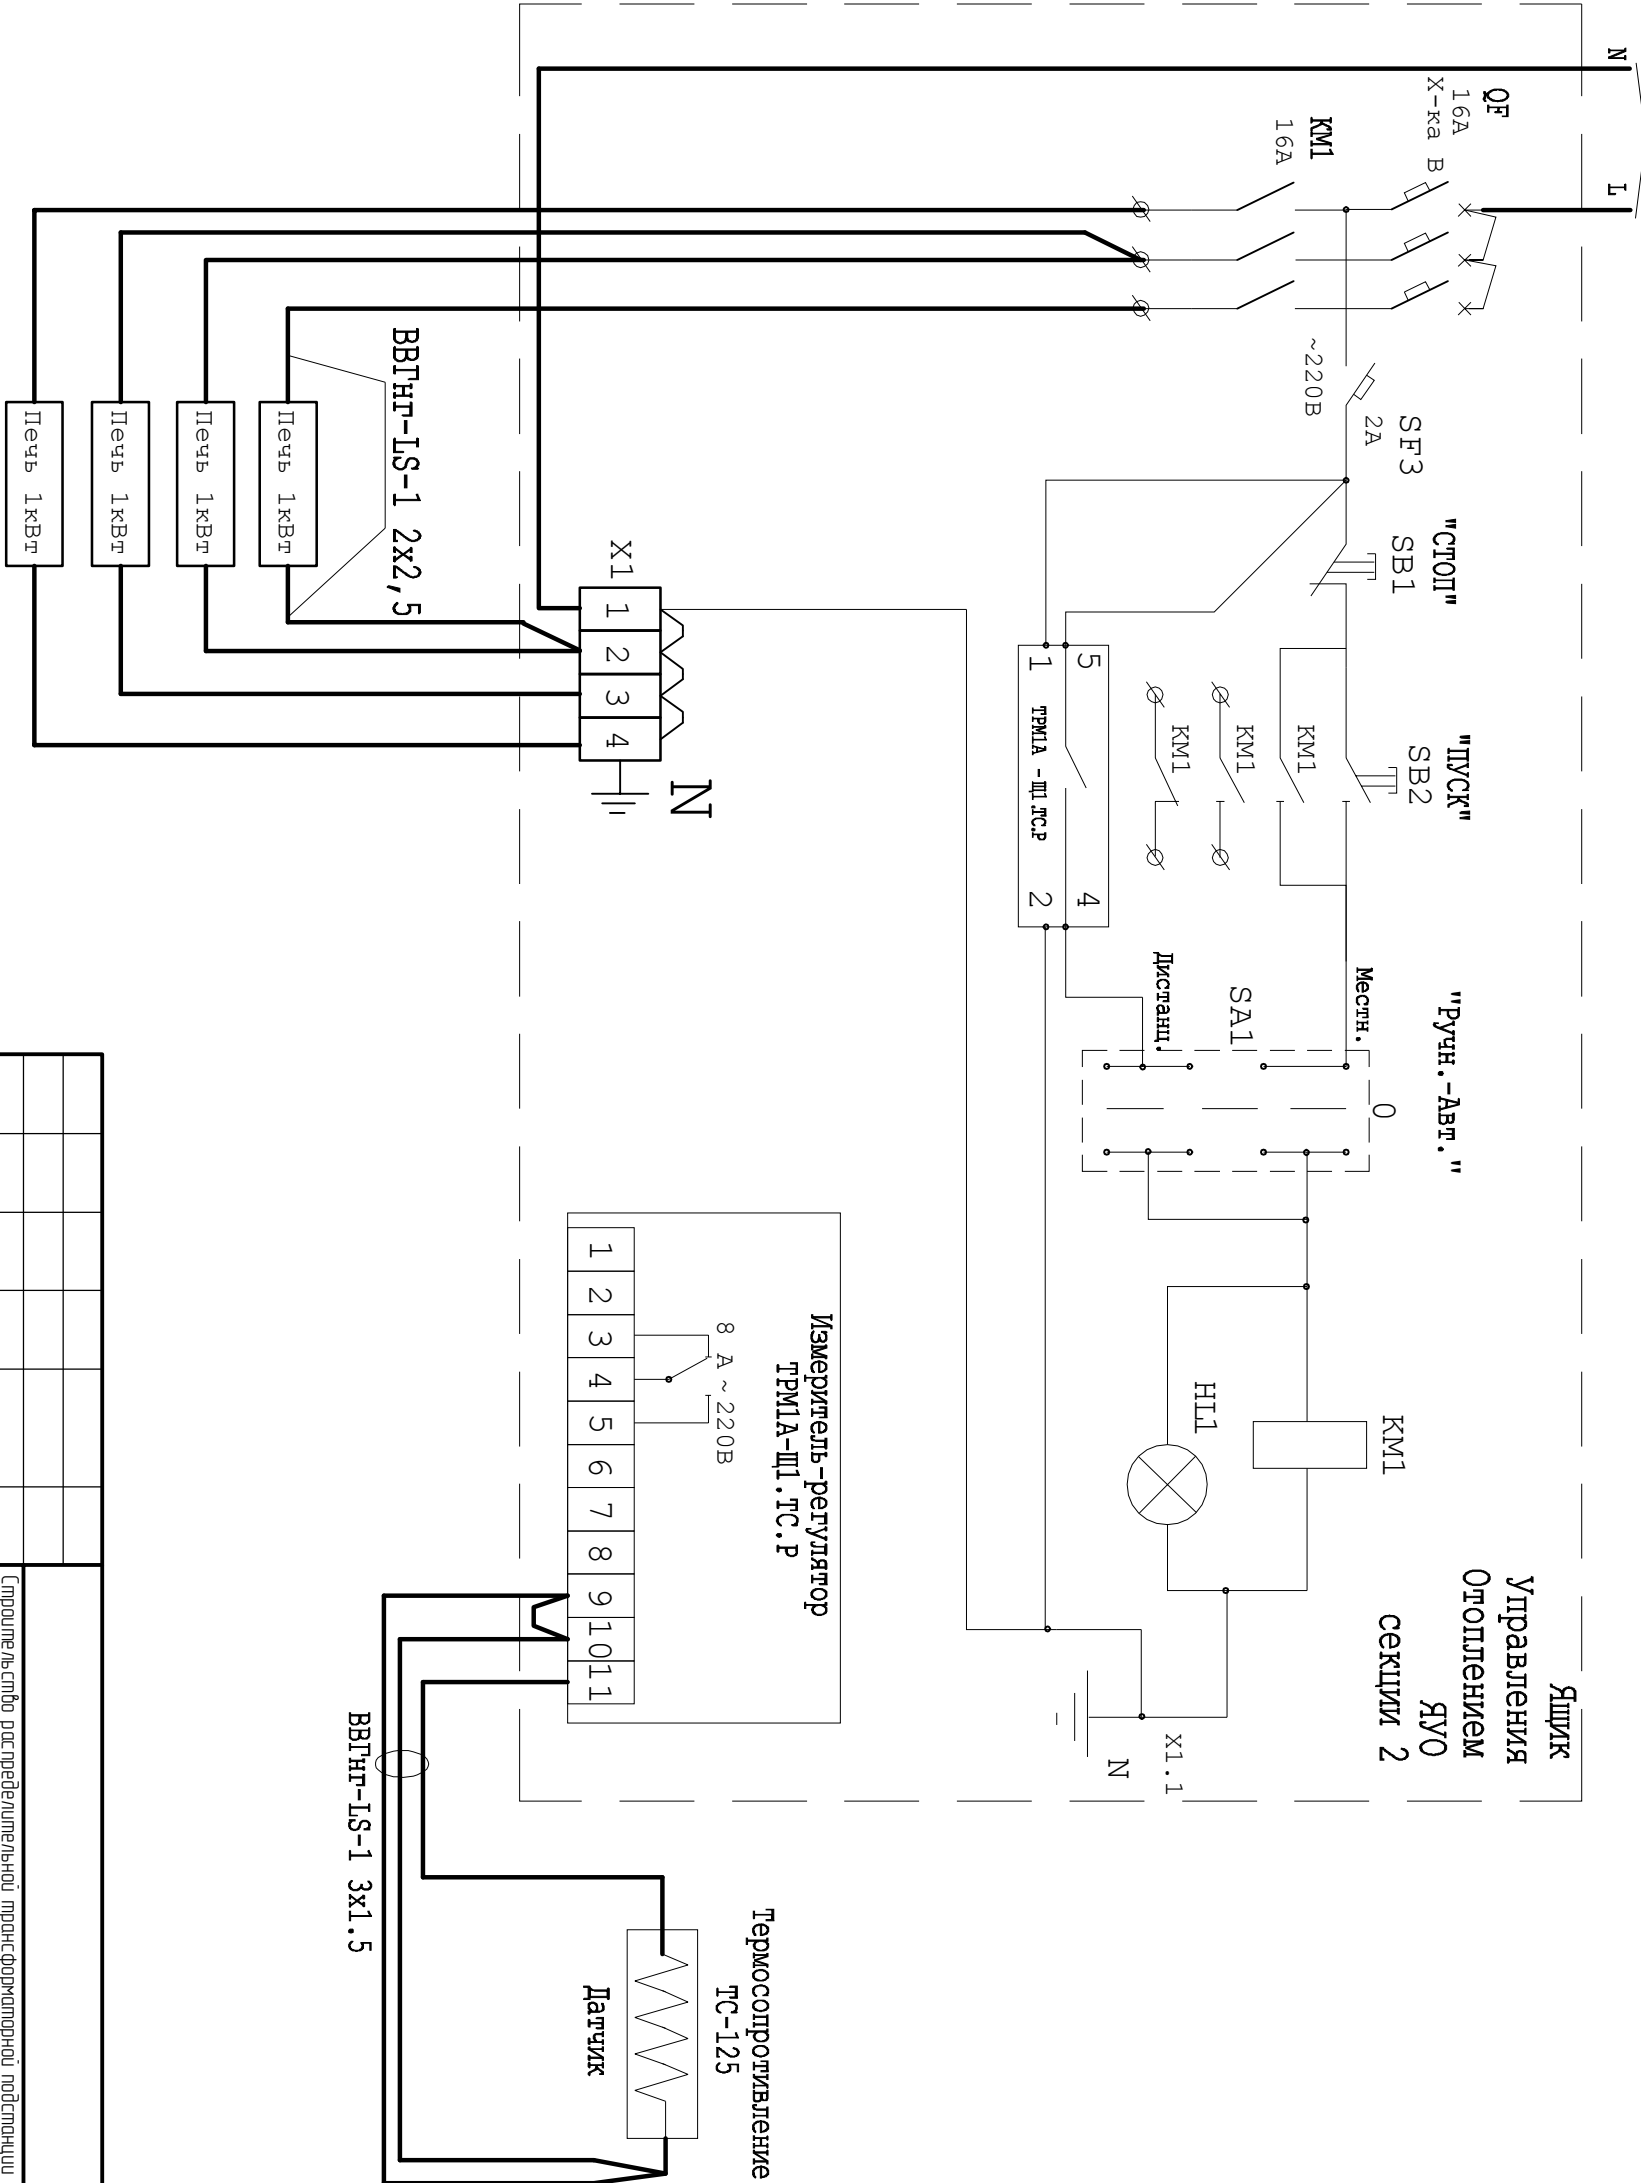 N
L
QF
16А
Х-ка В
КМ1
16А
~220В
SF3
2А
"СТОП"
SB1
"ПУСК"
SB2
КМ1
КМ1
КМ1
5
4
1
2
ТРМ1А -Щ1.ТС.Р
"Ручн.-Авт."
Местн.
0
SA1
Дистанц.
КМ1
HL1
Ящик
Управления
Отоплением
ЯУО
секции 2
X1.1
N
X1
1
2
3
4
N
ВВГнг-LS-1 2х2,5
Печь 1кВт
Печь 1кВт
Печь 1кВт
Печь 1кВт
Измеритель-регулятор
ТРМ1А-Щ1.ТС.Р
8 А ~220В
1
2
3
4
5
6
7
8
9
10
11
ВВГнг-LS-1 3х1.5
Термосопротивление
ТС-125
Датчик
Строительство распределительной трансформаторной подстанции